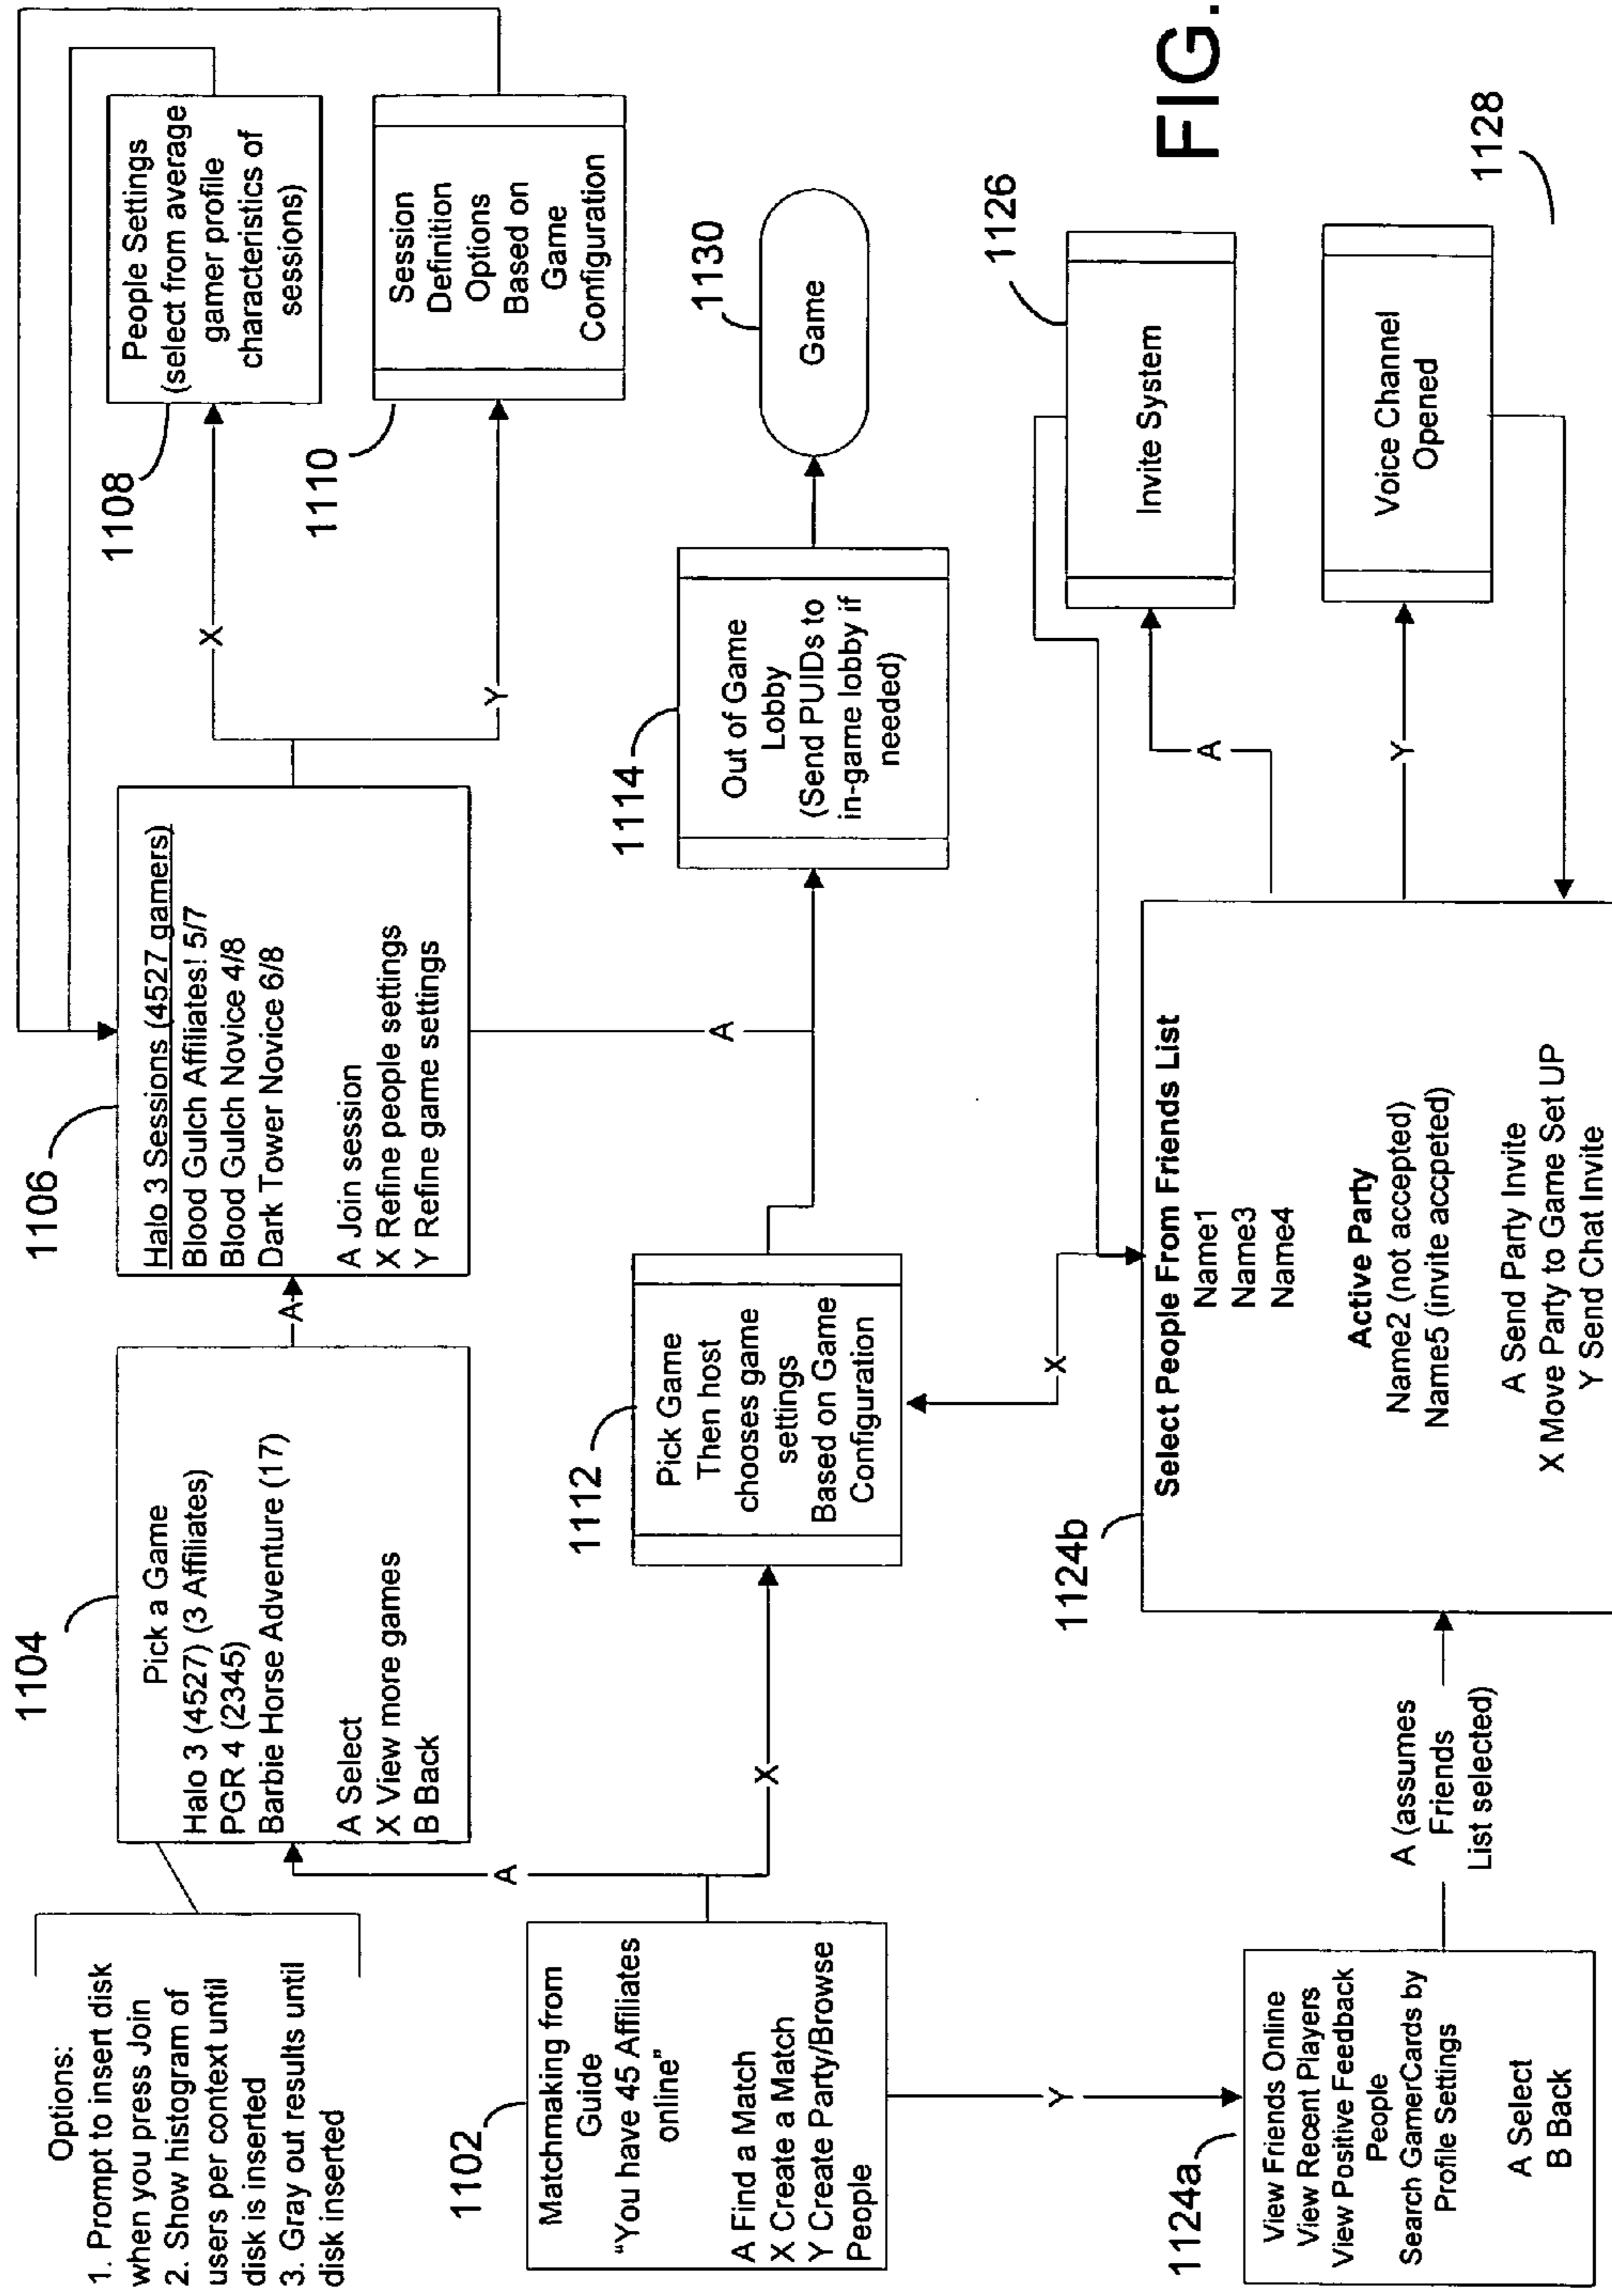 Options:
1. Prompt to insert disk
when you press Join
2. Show histogram of
users per context until
disk is inserted
3. Gray out results until
disk inserted
1104
Pick a Game
Halo 3 (4527) (3 Affiliates)
PGR 4 (2345)
Barbie Horse Adventure (17)
A Select
X View more games
B Back
A
1106
Halo 3 Sessions (4527 gamers)
Blood Gulch Affiliates! 5/7
Blood Gulch Novice 4/8
Dark Tower Novice 6/8
A Join session
X Refine people settings
Y Refine game settings
X
Y
1108
People Settings
(select from average
gamer profile
characteristics of
sessions)
1110
Session
Definition
Options
Based on
Game
Configuration
1102
Matchmaking from
Guide
“You have 45 Affiliates
online”
A Find a Match
X Create a Match
Y Create Party/Browse
People
A
X
Y
1112
Pick Game
Then host
chooses game
settings
Based on Game
Configuration
A
1114
Out of Game
Lobby
(Send PUIDs to
in-game lobby if
needed)
1130
Game
X
1124a
View Friends Online
View Recent Players
View Positive Feedback
People
Search GamerCards by
Profile Settings
A Select
B Back
A (assumes
Friends
List selected)
1124b
Select People From Friends List
Name1
Name3
Name4
Active Party
Name2 (not accepted)
Name5 (invite accpeted)
A Send Party Invite
X Move Party to Game Set UP
Y Send Chat Invite
A
Y
1126
Invite System
Voice Channel
Opened
1128
FIG.